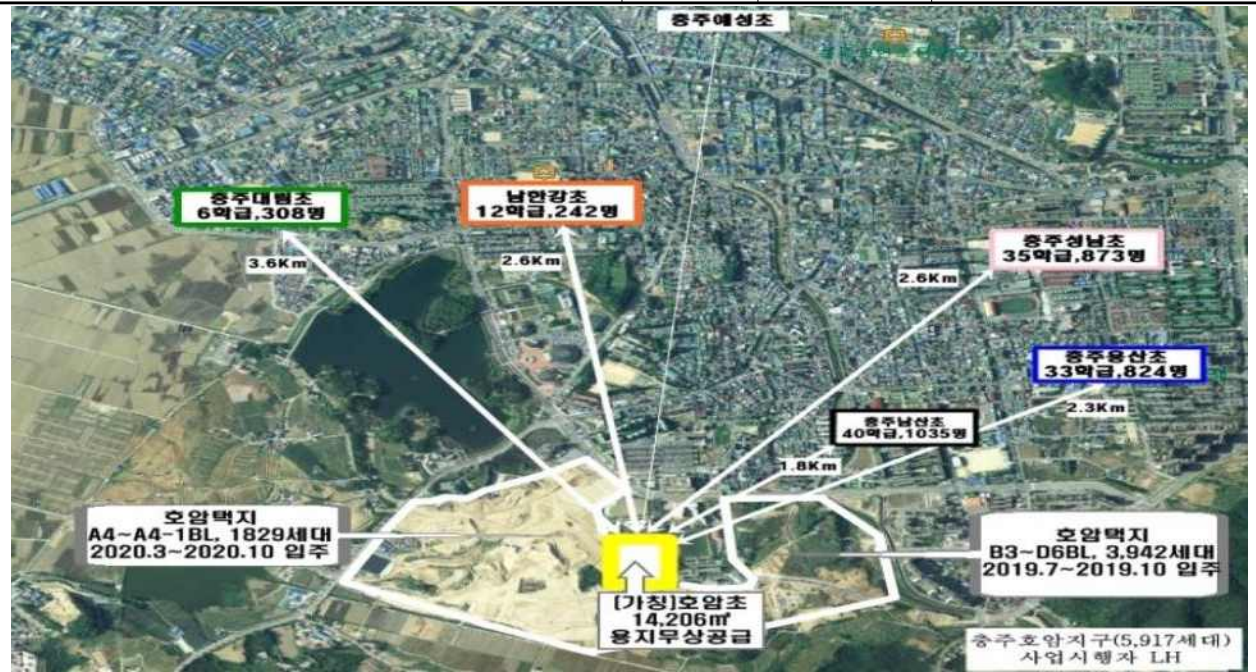 충주예성초
충주대림초
6학급,308명
남한강초
12학급,242명
충주성남초
35학급,873명
3.6Km
2.6Km
2.6Km
충주용산초
33학급,824명
2.3Km
충주남산초
40학급,1035명
1.8Km
호암택지
A4~A4-1BL, 1829세대
2020.3~2020.10 입주
호암택지
B3~D6BL, 3,942세대
2019.7~2019.10 입주
[가칭]호암초
14,206㎡
용지무상공급
충주호암지구(5,917세대)
사업시행자 LH